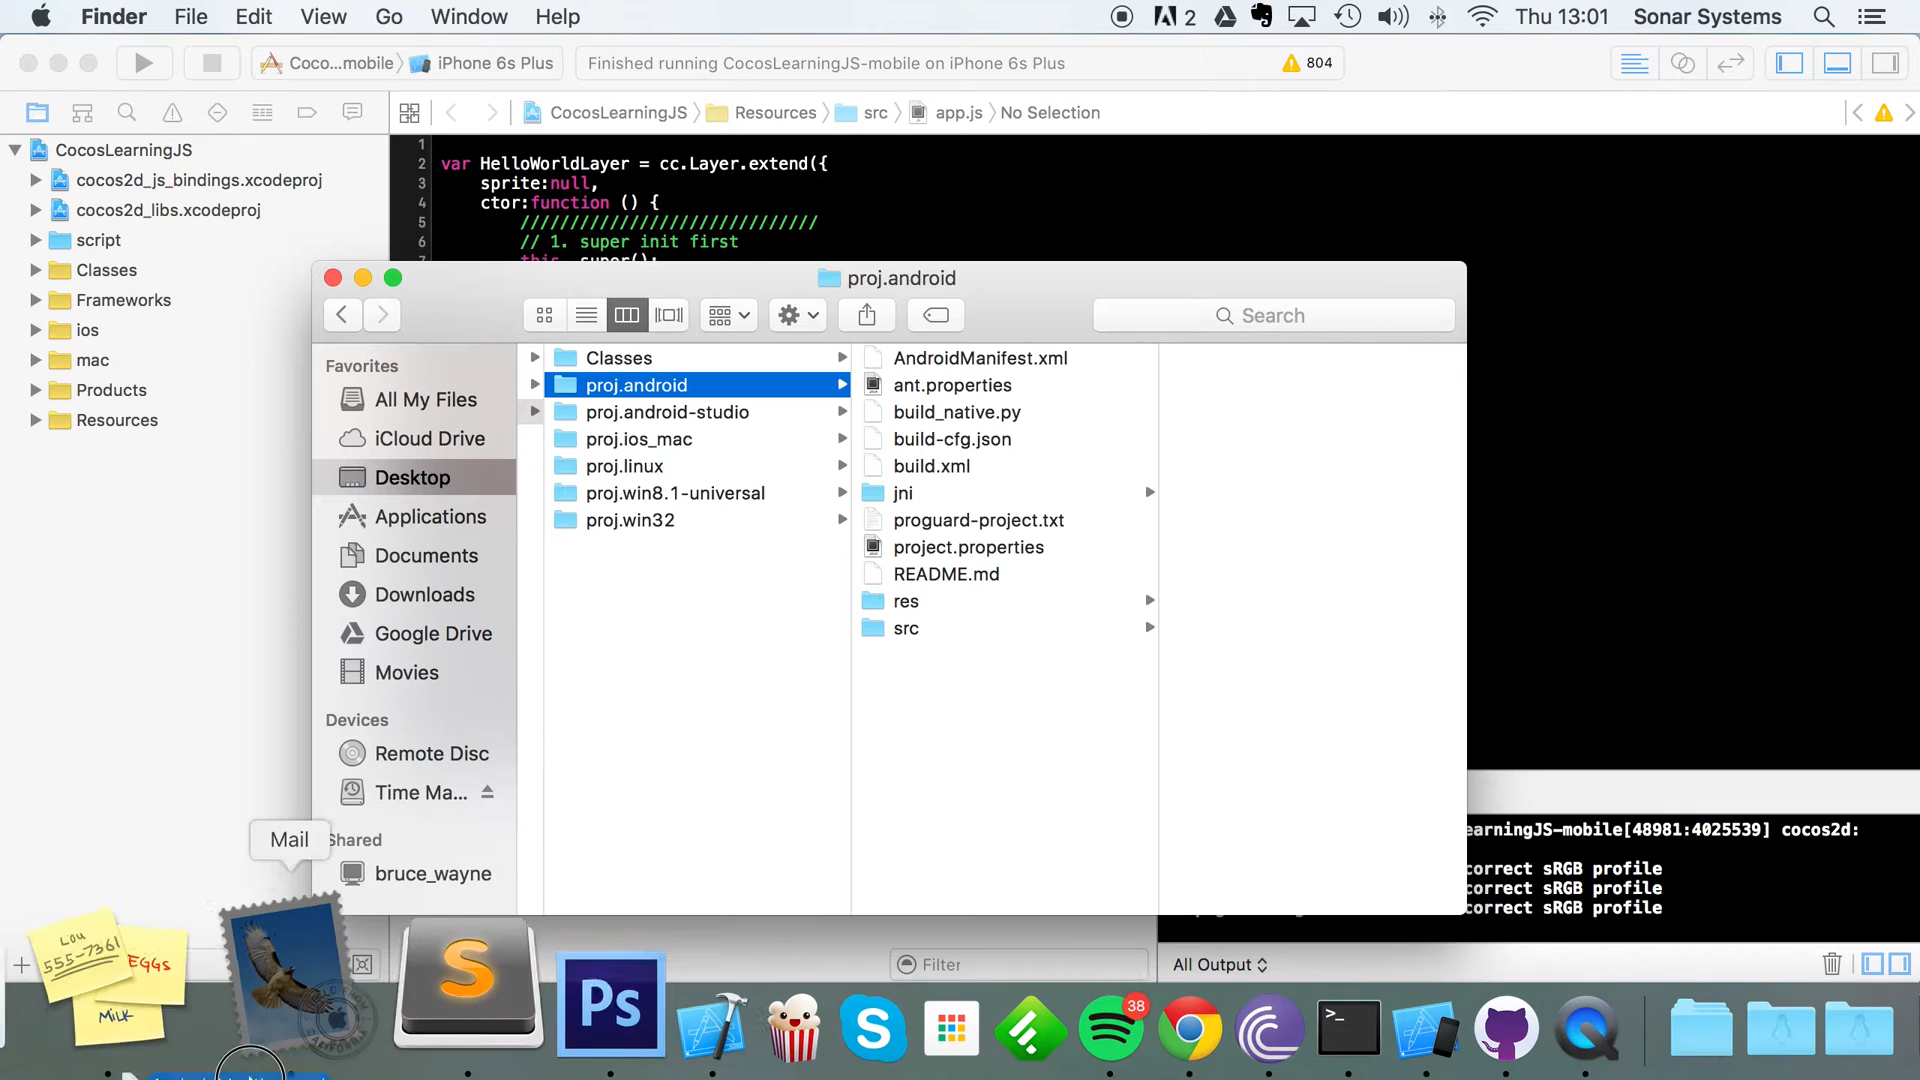 Finder File Edit View Go Window Help
2 Thu 13:01 Sonar Systems
Coco...mobile iPhone 6s Plus
Finished running CocosLearningJS-mobile on iPhone 6s Plus
804
CocosLearningJS Resources src app.js No Selection
CocosLearningJS
cocos2d_js_bindings.xcodeproj
cocos2d_libs.xcodeproj
script
Classes
Frameworks
ios
mac
Products
Resources
1
2 var HelloWorldLayer = cc.Layer.extend({
3 sprite:null,
4 ctor:function () {
5 //////////////////////////////
6 // 1. super init first
7 this._super();
proj.android
Search
Favorites
All My Files
iCloud Drive
Desktop
Applications
Documents
Downloads
Google Drive
Movies
Devices
Remote Disc
Time Ma...
Shared
bruce_wayne
Classes
proj.android
proj.android-studio
proj.ios_mac
proj.linux
proj.win8.1-universal
proj.win32
AndroidManifest.xml
ant.properties
build_native.py
build-cfg.json
build.xml
jni
proguard-project.txt
project.properties
README.md
res
src
earningJS-mobile[48981:4025539] cocos2d:
correct sRGB profile
correct sRGB profile
correct sRGB profile
Filter
All Output
Mail
Lou
555-7361
EGGS
MILK
S
Ps
S
38
>_